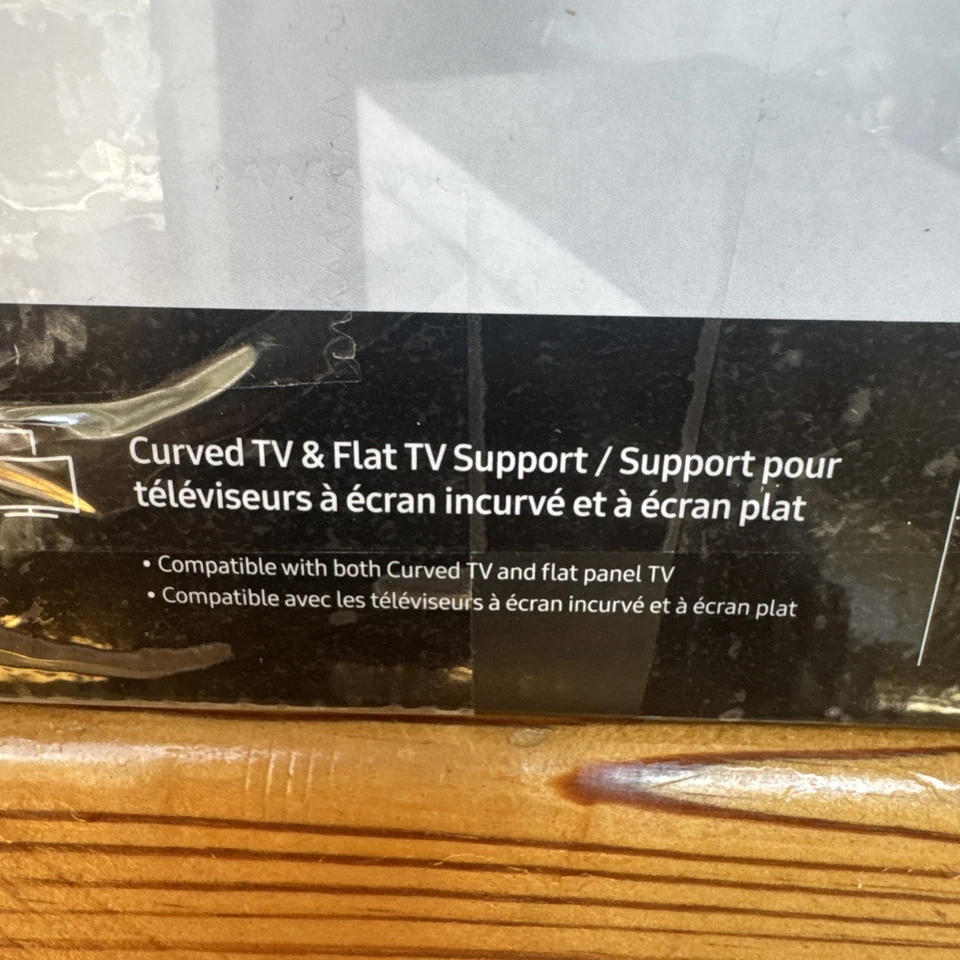 Curved TV & Flat TV Support / Support pour
téléviseurs à écran incurvé et à écran plat
• Compatible with both Curved TV and flat panel TV
• Compatible avec les téléviseurs à écran incurvé et à écran plat